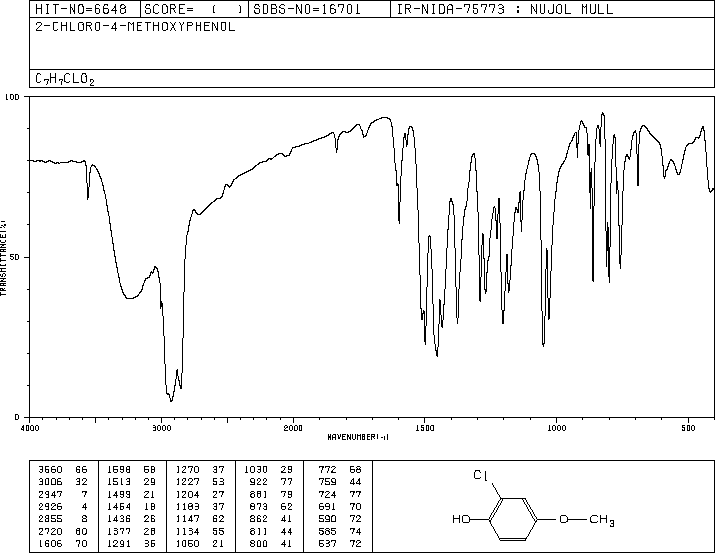 HIT-NO=6648 SCORE= ( ) SDBS-NO=16701 IR-NIDA-75773 : NUJOL MULL
2-CHLORO-4-METHOXYPHENOL
C7H7CLO2
100
50
0
TRANSMITTANCE(%)
4000 3000 2000 1500 1000 500
WAVENUMBER(-1)
3560 66 1598 58 1270 37 1030 29 772 58
3006 32 1513 29 1227 53 922 77 759 44
2947 7 1499 21 1204 27 881 79 724 77
2926 4 1454 18 1183 37 873 62 691 70
2855 8 1436 26 1147 62 862 41 590 72
2720 60 1377 28 1134 55 811 44 585 74
1606 70 1291 35 1050 21 800 41 537 72
Cl
HO
O
CH3